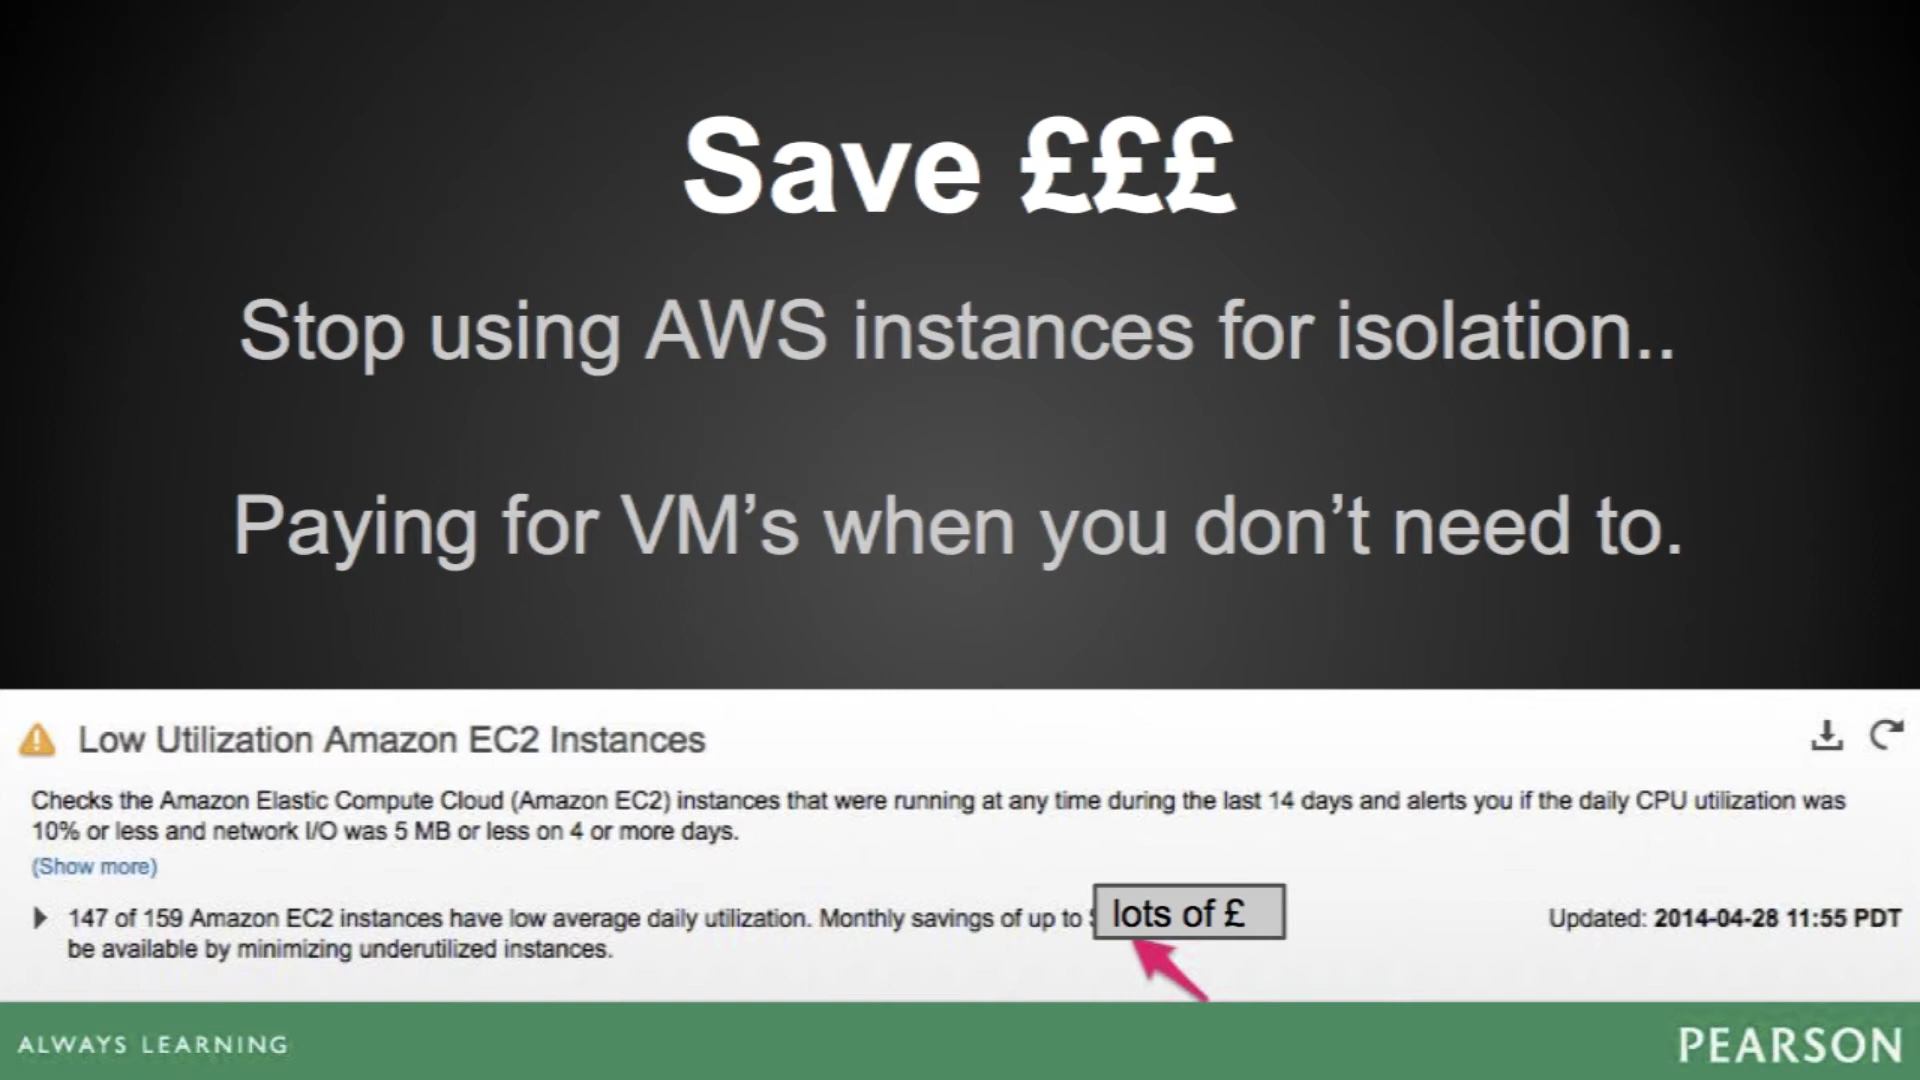 Save £££
Stop using AWS instances for isolation..
Paying for VM’s when you don’t need to.
Low Utilization Amazon EC2 Instances
Checks the Amazon Elastic Compute Cloud (Amazon EC2) instances that were running at any time during the last 14 days and alerts you if the daily CPU utilization was
10% or less and network I/O was 5 MB or less on 4 or more days.
(Show more)
147 of 159 Amazon EC2 instances have low average daily utilization. Monthly savings of up to lots of £
be available by minimizing underutilized instances.
Updated: 2014-04-28 11:55 PDT
ALWAYS LEARNING
PEARSON